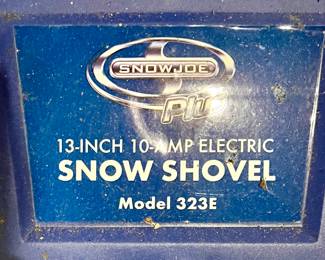 SNOWJOE
Plus
13-INCH 10-AMP ELECTRIC
SNOW SHOVEL
Model 323E